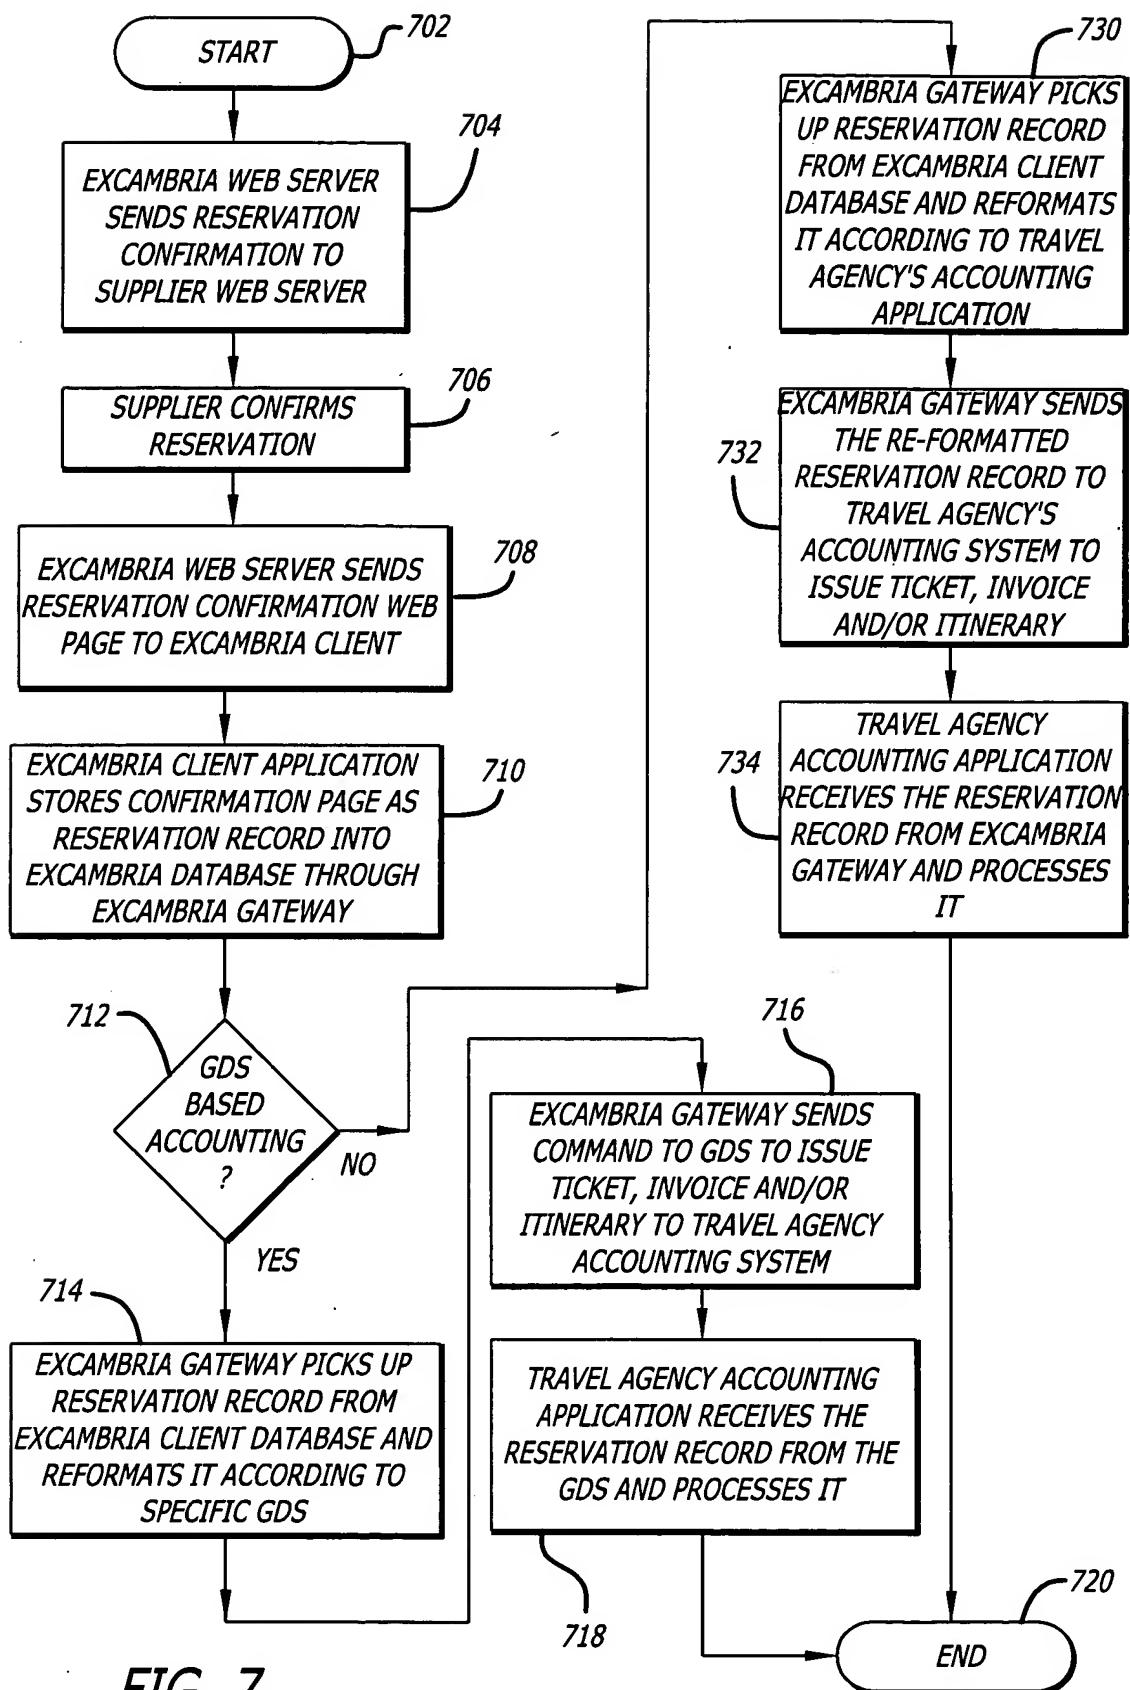 START
702
704
EXCAMBRIA WEB SERVER
SENDS RESERVATION
CONFIRMATION TO
SUPPLIER WEB SERVER
706
SUPPLIER CONFIRMS
RESERVATION
708
EXCAMBRIA WEB SERVER SENDS
RESERVATION CONFIRMATION WEB
PAGE TO EXCAMBRIA CLIENT
710
EXCAMBRIA CLIENT APPLICATION
STORES CONFIRMATION PAGE AS
RESERVATION RECORD INTO
EXCAMBRIA DATABASE THROUGH
EXCAMBRIA GATEWAY
712
GDS
BASED
ACCOUNTING
?
NO
YES
714
EXCAMBRIA GATEWAY PICKS UP
RESERVATION RECORD FROM
EXCAMBRIA CLIENT DATABASE AND
REFORMATS IT ACCORDING TO
SPECIFIC GDS
716
EXCAMBRIA GATEWAY SENDS
COMMAND TO GDS TO ISSUE
TICKET, INVOICE AND/OR
ITINERARY TO TRAVEL AGENCY
ACCOUNTING SYSTEM
TRAVEL AGENCY ACCOUNTING
APPLICATION RECEIVES THE
RESERVATION RECORD FROM THE
GDS AND PROCESSES IT
718
730
EXCAMBRIA GATEWAY PICKS
UP RESERVATION RECORD
FROM EXCAMBRIA CLIENT
DATABASE AND REFORMATS
IT ACCORDING TO TRAVEL
AGENCY'S ACCOUNTING
APPLICATION
732
EXCAMBRIA GATEWAY SENDS
THE RE-FORMATTED
RESERVATION RECORD TO
TRAVEL AGENCY'S
ACCOUNTING SYSTEM TO
ISSUE TICKET, INVOICE
AND/OR ITINERARY
734
TRAVEL AGENCY
ACCOUNTING APPLICATION
RECEIVES THE RESERVATION
RECORD FROM EXCAMBRIA
GATEWAY AND PROCESSES
IT
720
END
FIG. 7